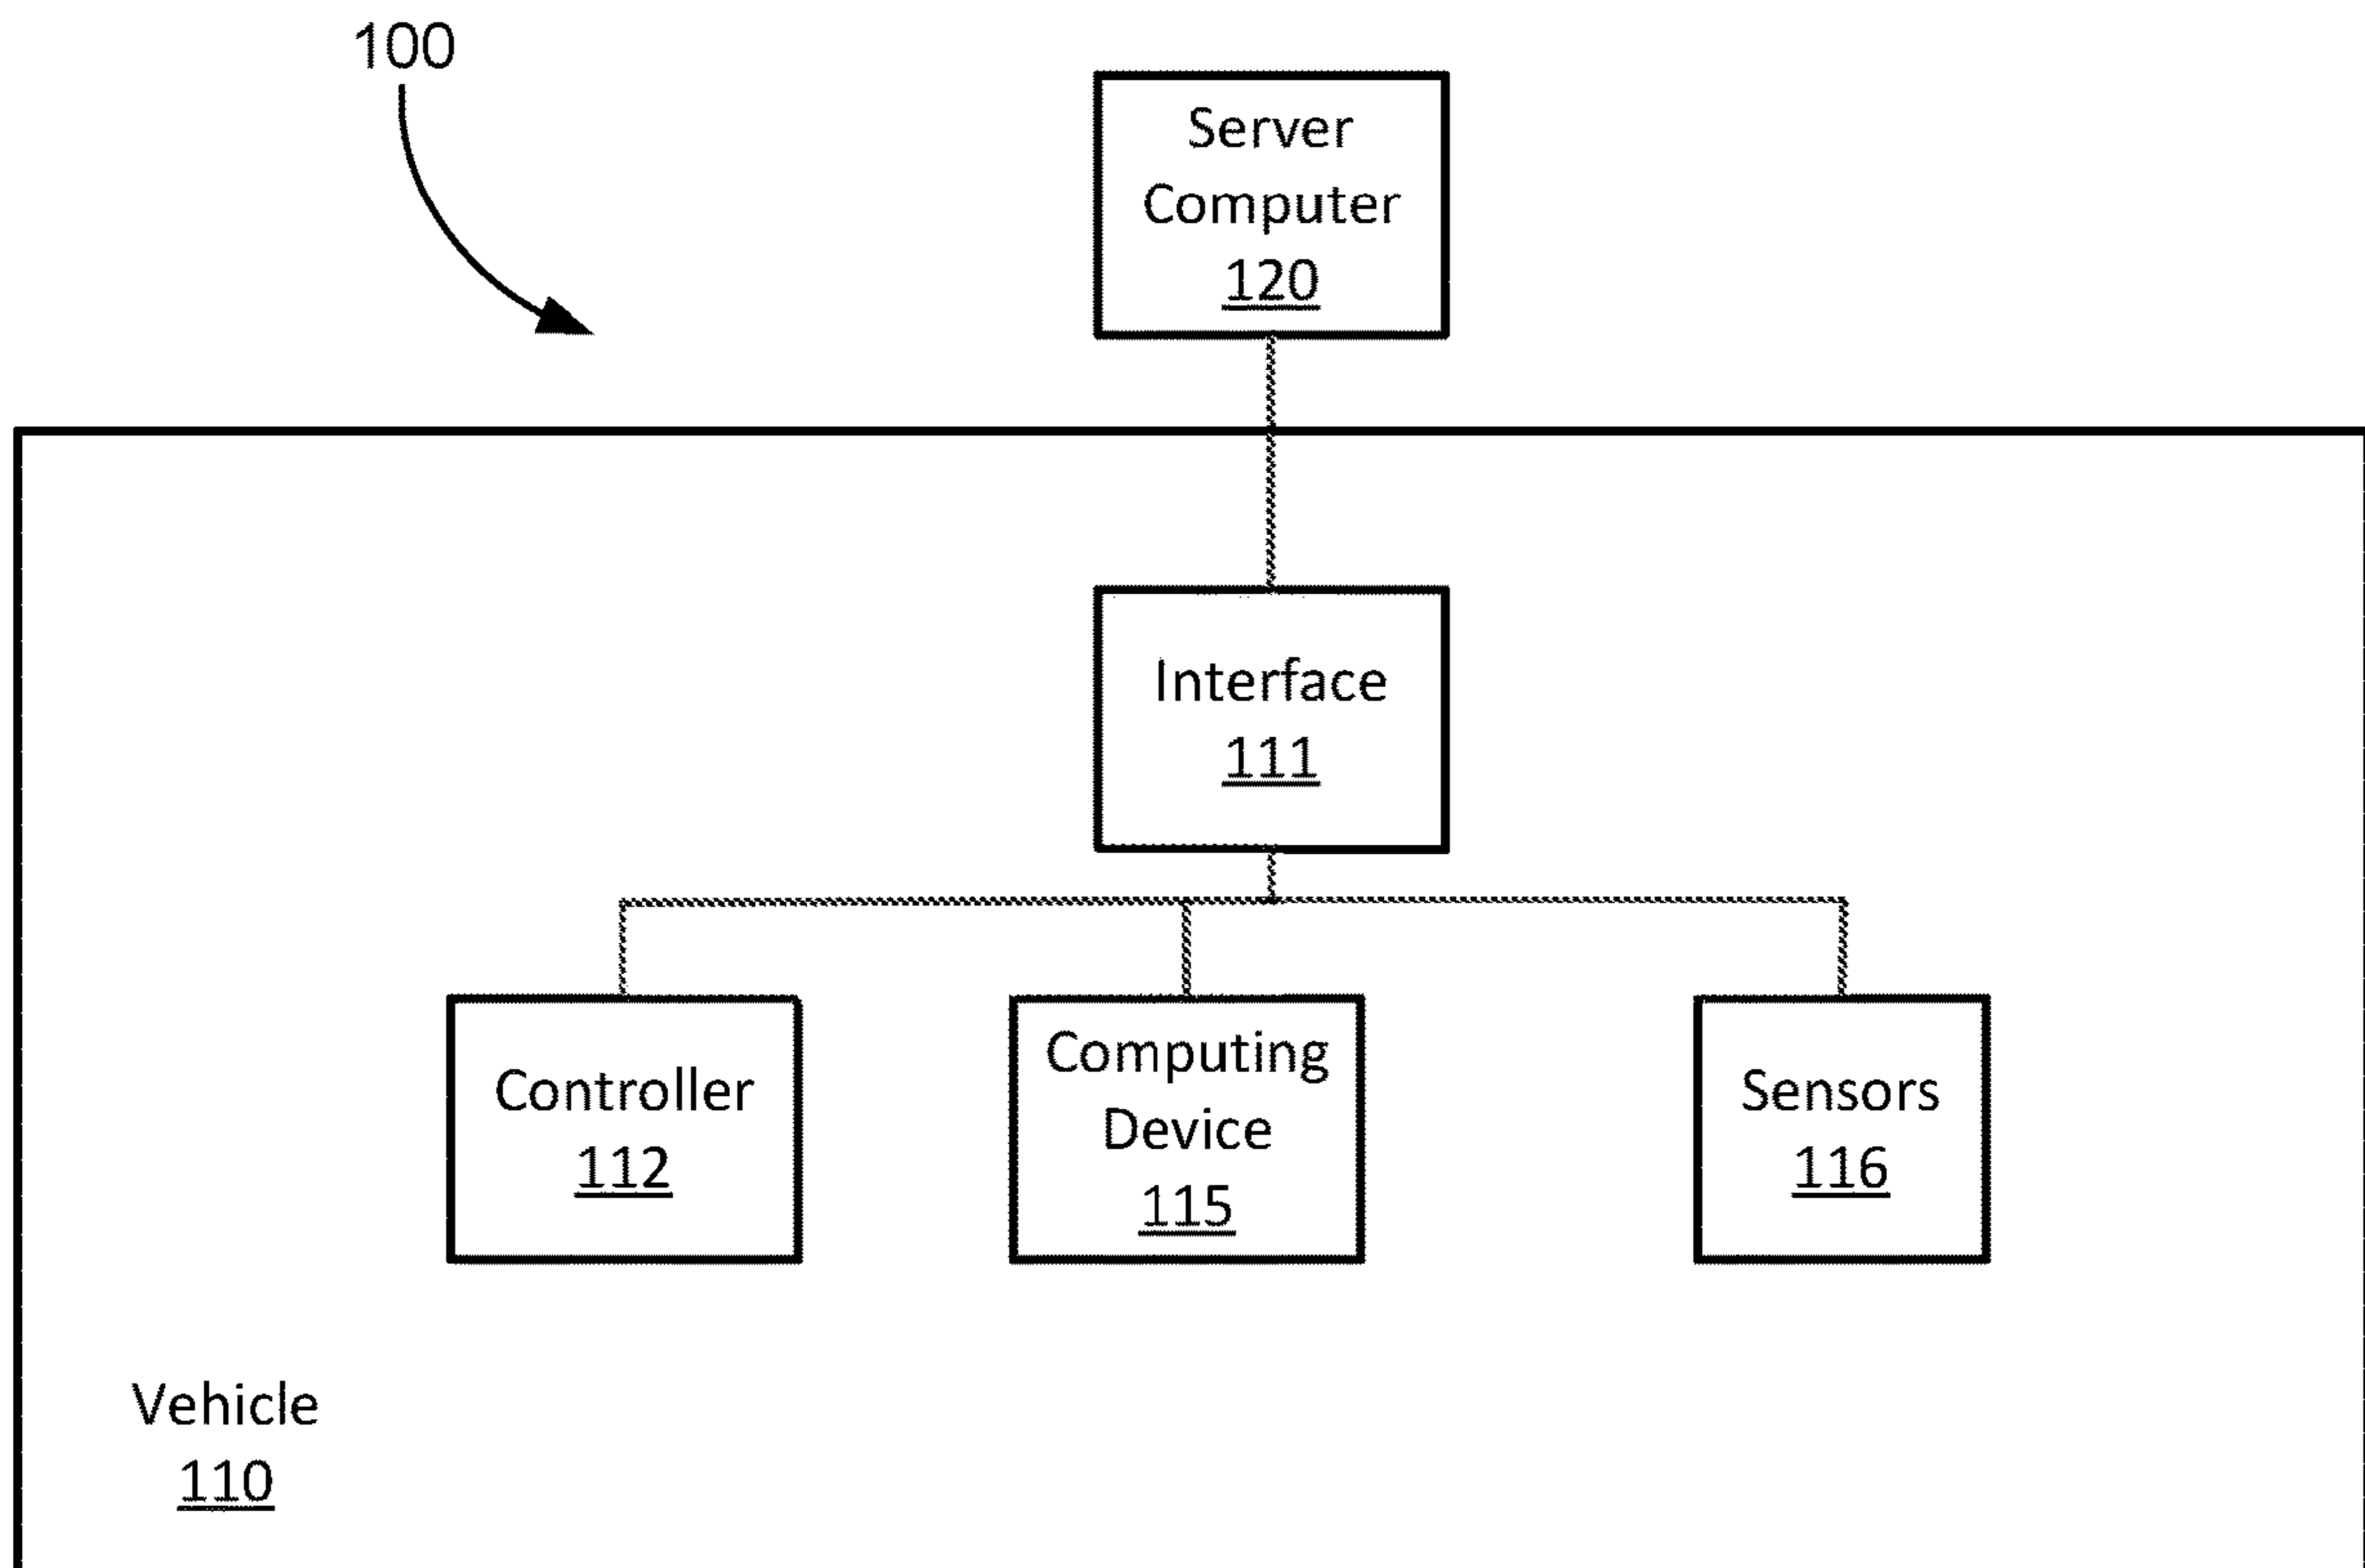 100
Server
Computer
120
Interface
111
Controller
112
Computing
Device
115
Sensors
116
Vehicle
110